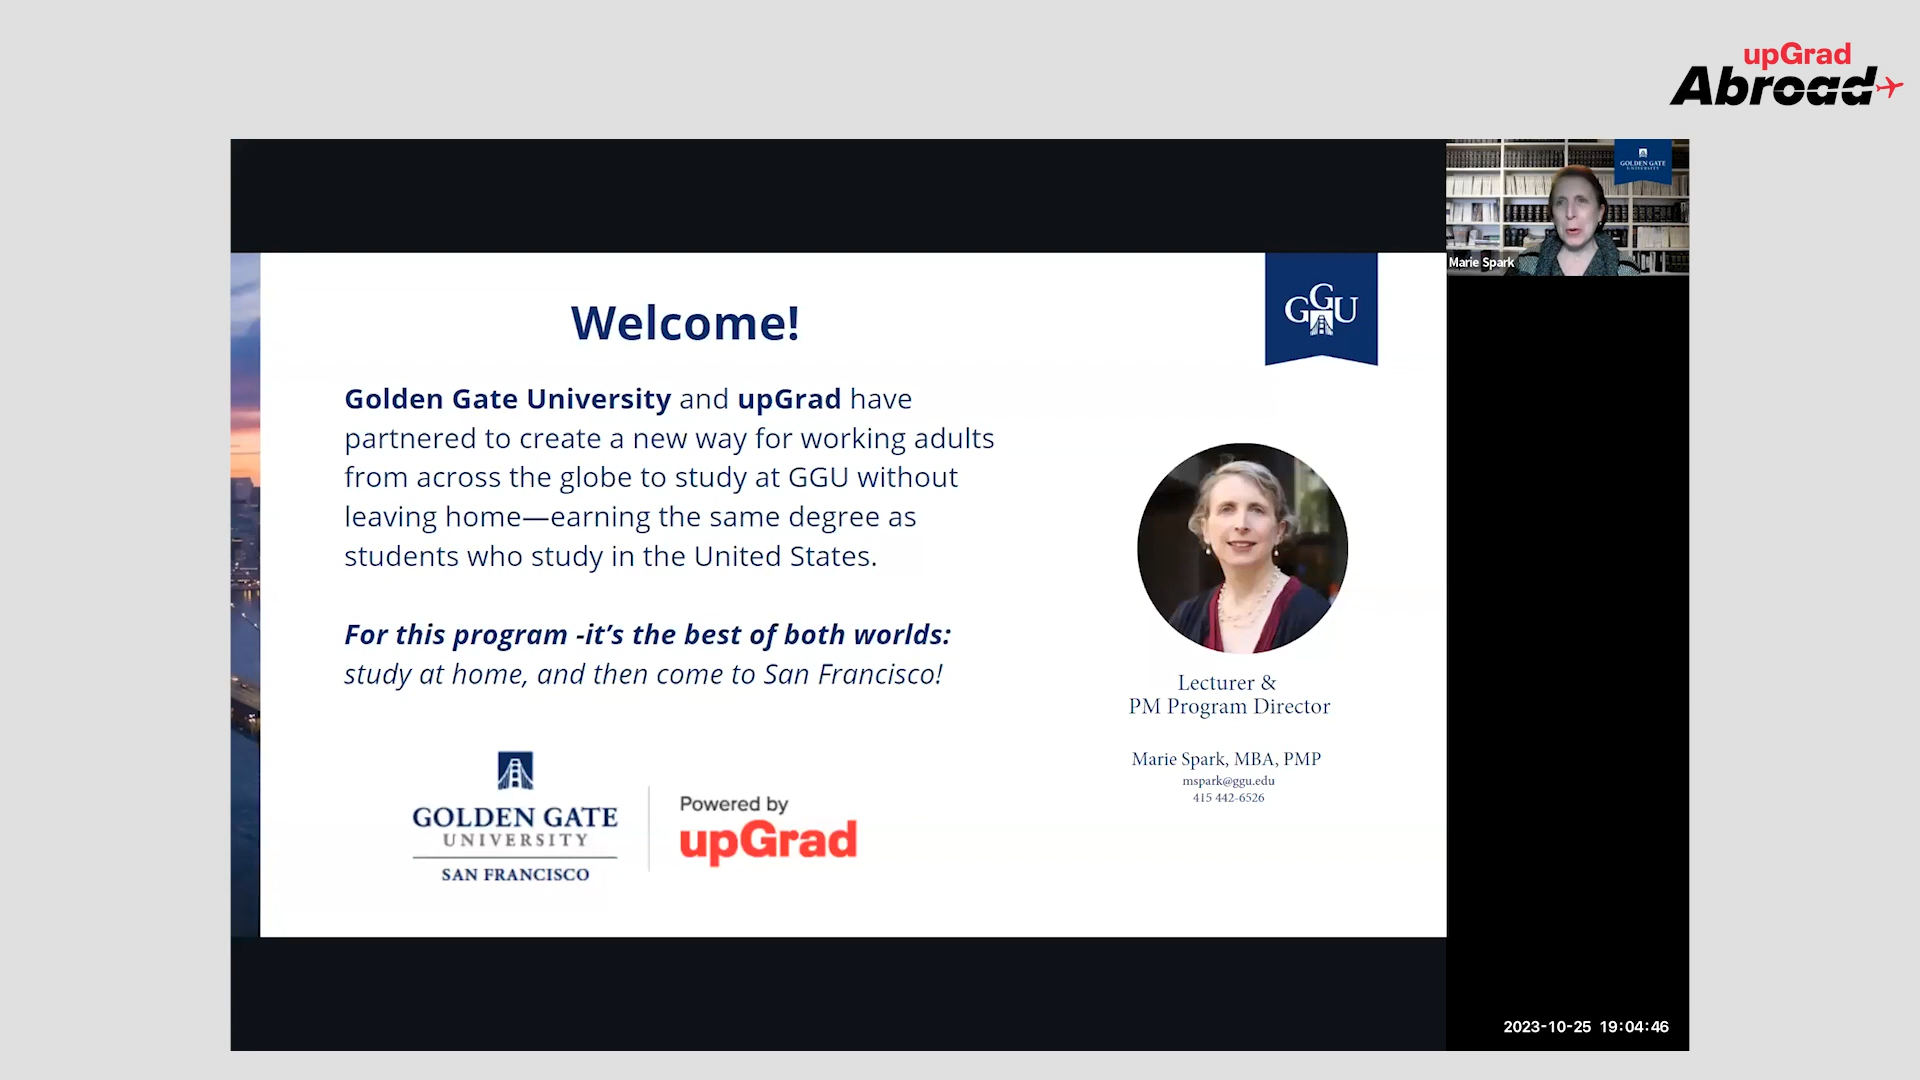 upGrad
Abroad
GOLDEN GATE
UNIVERSITY
Marie Spark
GGU
Welcome!
Golden Gate University and upGrad have
partnered to create a new way for working adults
from across the globe to study at GGU without
leaving home—earning the same degree as
students who study in the United States.
For this program -it’s the best of both worlds:
study at home, and then come to San Francisco!
Lecturer &
PM Program Director
Marie Spark, MBA, PMP
mspark@ggu.edu
415 442-6526
GOLDEN GATE
UNIVERSITY
SAN FRANCISCO
Powered by
upGrad
2023-10-25 19:04:46